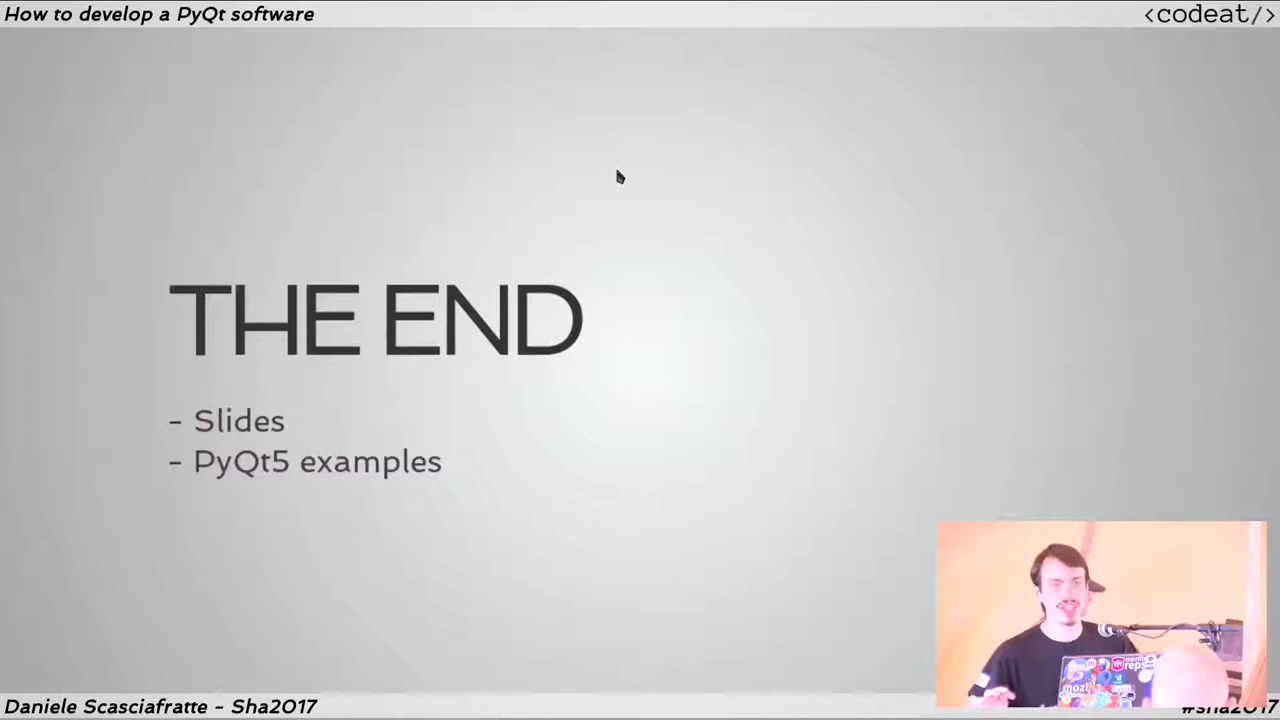 How to develop a PyQt software
<codeat/>
THE END
- Slides
- PyQt5 examples
Daniele Scasciafratte - Sha2017
#sha2017